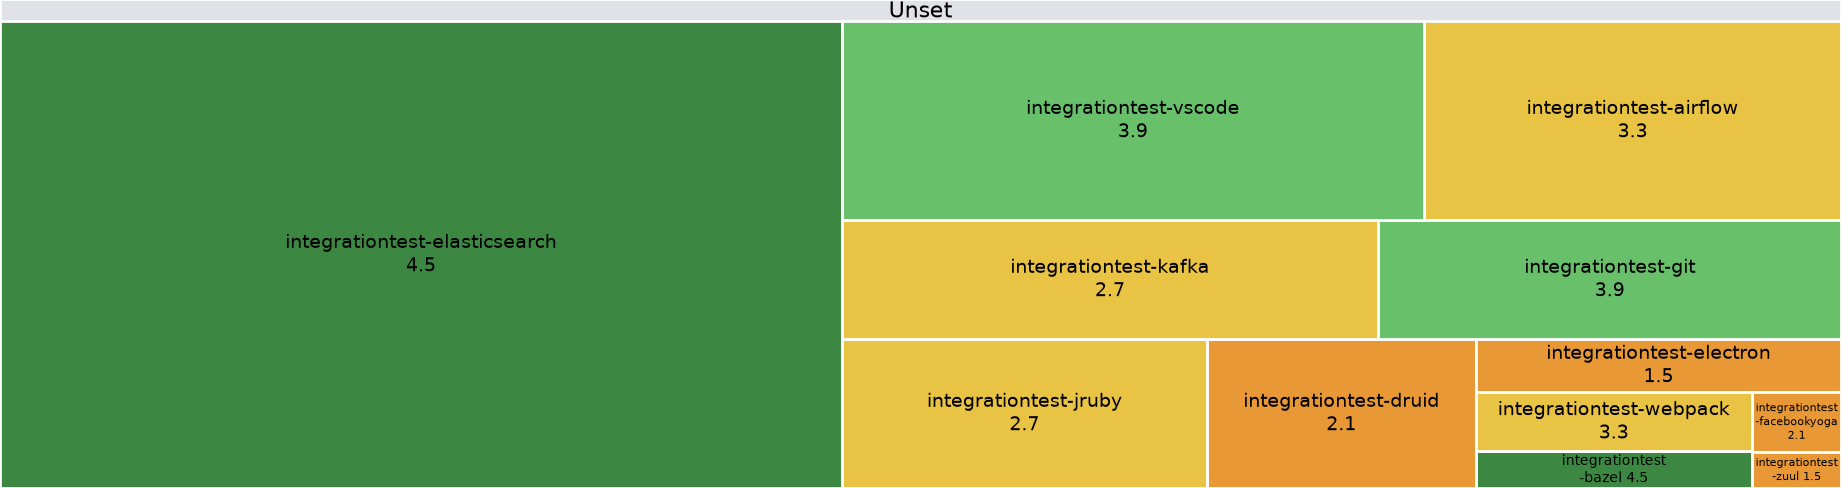 Unset
integrationtest-elasticsearch
4.5
integrationtest-vscode
3.9
integrationtest-airflow
3.3
integrationtest-kafka
2.7
integrationtest-git
3.9
integrationtest-jruby
2.7
integrationtest-druid
2.1
integrationtest-electron
1.5
integrationtest-webpack
3.3
integrationtest
-facebookyoga
2.1
integrationtest
-bazel 4.5
integrationtest
-zuul 1.5